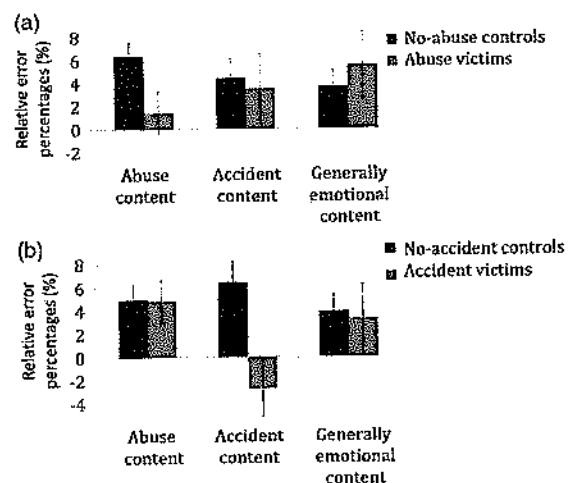 (a)
Relative error
percentages (%)
8
6
4
2
0
-2
No-abuse controls
Abuse victims
Abuse
content
Accident
content
Generally
emotional
content
(b)
Relative error
percentages (%)
8
6
4
2
0
-2
-4
No-accident controls
Accident victims
Abuse
content
Accident
content
Generally
emotional
content